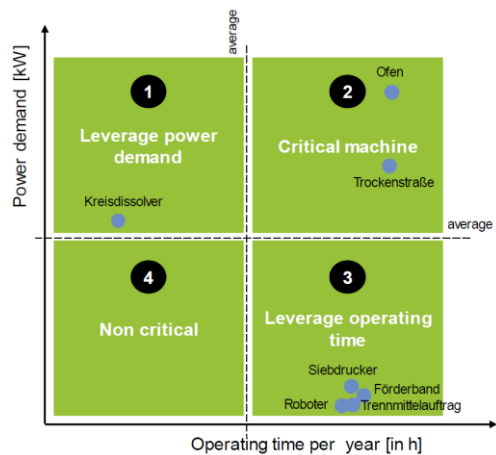 average
Power demand [kW]
1
Leverage power
demand
Kreisdissolver
2
Ofen
Critical machine
Trockenstraße
average
4
Non critical
3
Leverage operating
time
Siebdrucker
Förderband
Roboter
Trennmittelauftrag
Operating time per year [in h]